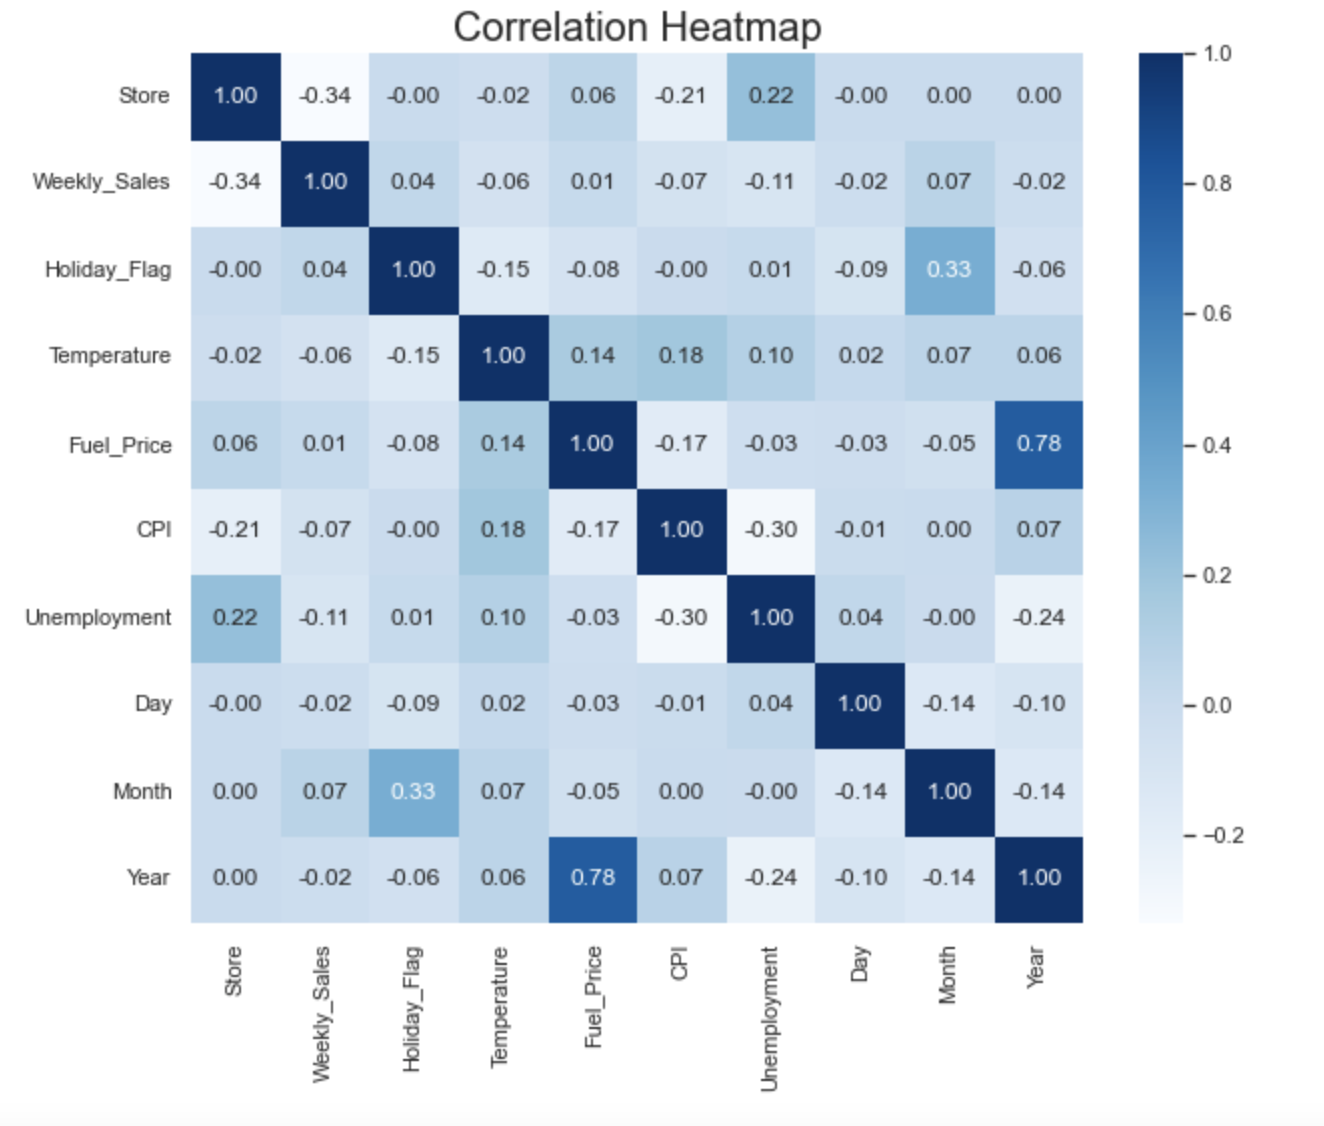 Correlation Heatmap
Store 1.00 -0.34 -0.00 -0.02 0.06 -0.21 0.22 -0.00 0.00 0.00
Weekly_Sales -0.34 1.00 0.04 -0.06 0.01 -0.07 -0.11 -0.02 0.07 -0.02
Holiday_Flag -0.00 0.04 1.00 -0.15 -0.08 -0.00 0.01 -0.09 0.33 -0.06
Temperature -0.02 -0.06 -0.15 1.00 0.14 0.18 0.10 0.02 0.07 0.06
Fuel_Price 0.06 0.01 -0.08 0.14 1.00 -0.17 -0.03 -0.03 -0.05 0.78
CPI -0.21 -0.07 -0.00 0.18 -0.17 1.00 -0.30 -0.01 0.00 0.07
Unemployment 0.22 -0.11 0.01 0.10 -0.03 -0.30 1.00 0.04 -0.00 -0.24
Day -0.00 -0.02 -0.09 0.02 -0.03 -0.01 0.04 1.00 -0.14 -0.10
Month 0.00 0.07 0.33 0.07 -0.05 0.00 -0.00 -0.14 1.00 -0.14
Year 0.00 -0.02 -0.06 0.06 0.78 0.07 -0.24 -0.10 -0.14 1.00
Store
Weekly_Sales
Holiday_Flag
Temperature
Fuel_Price
CPI
Unemployment
Day
Month
Year
1.0
0.8
0.6
0.4
0.2
0.0
−0.2